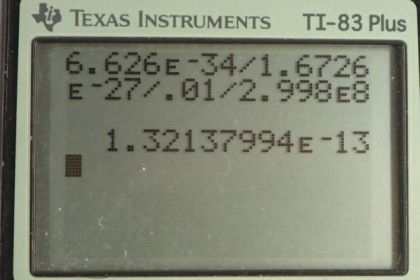 TEXAS INSTRUMENTS TI-83 Plus
6.626E-34/1.6726
E-27/.01/2.998E8
1.32137994E-13